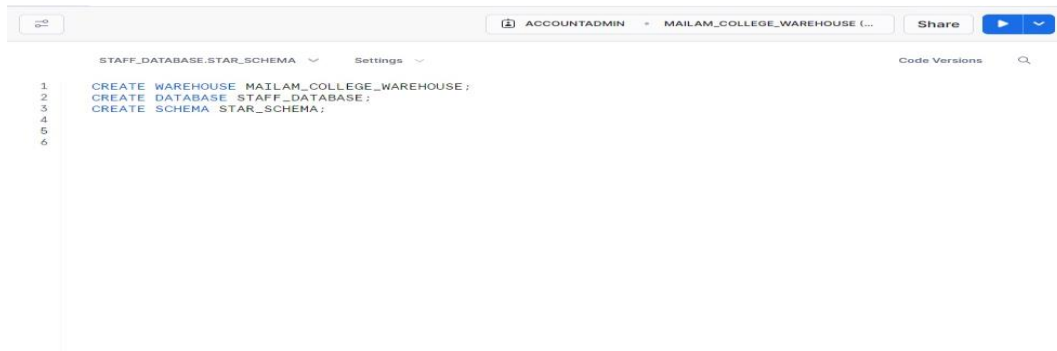 ACCOUNTADMIN • MAILAM_COLLEGE_WAREHOUSE (... Share
STAFF_DATABASE.STAR_SCHEMA Settings Code Versions
1 CREATE WAREHOUSE MAILAM_COLLEGE_WAREHOUSE;
2 CREATE DATABASE STAFF_DATABASE;
3 CREATE SCHEMA STAR_SCHEMA;
4
5
6